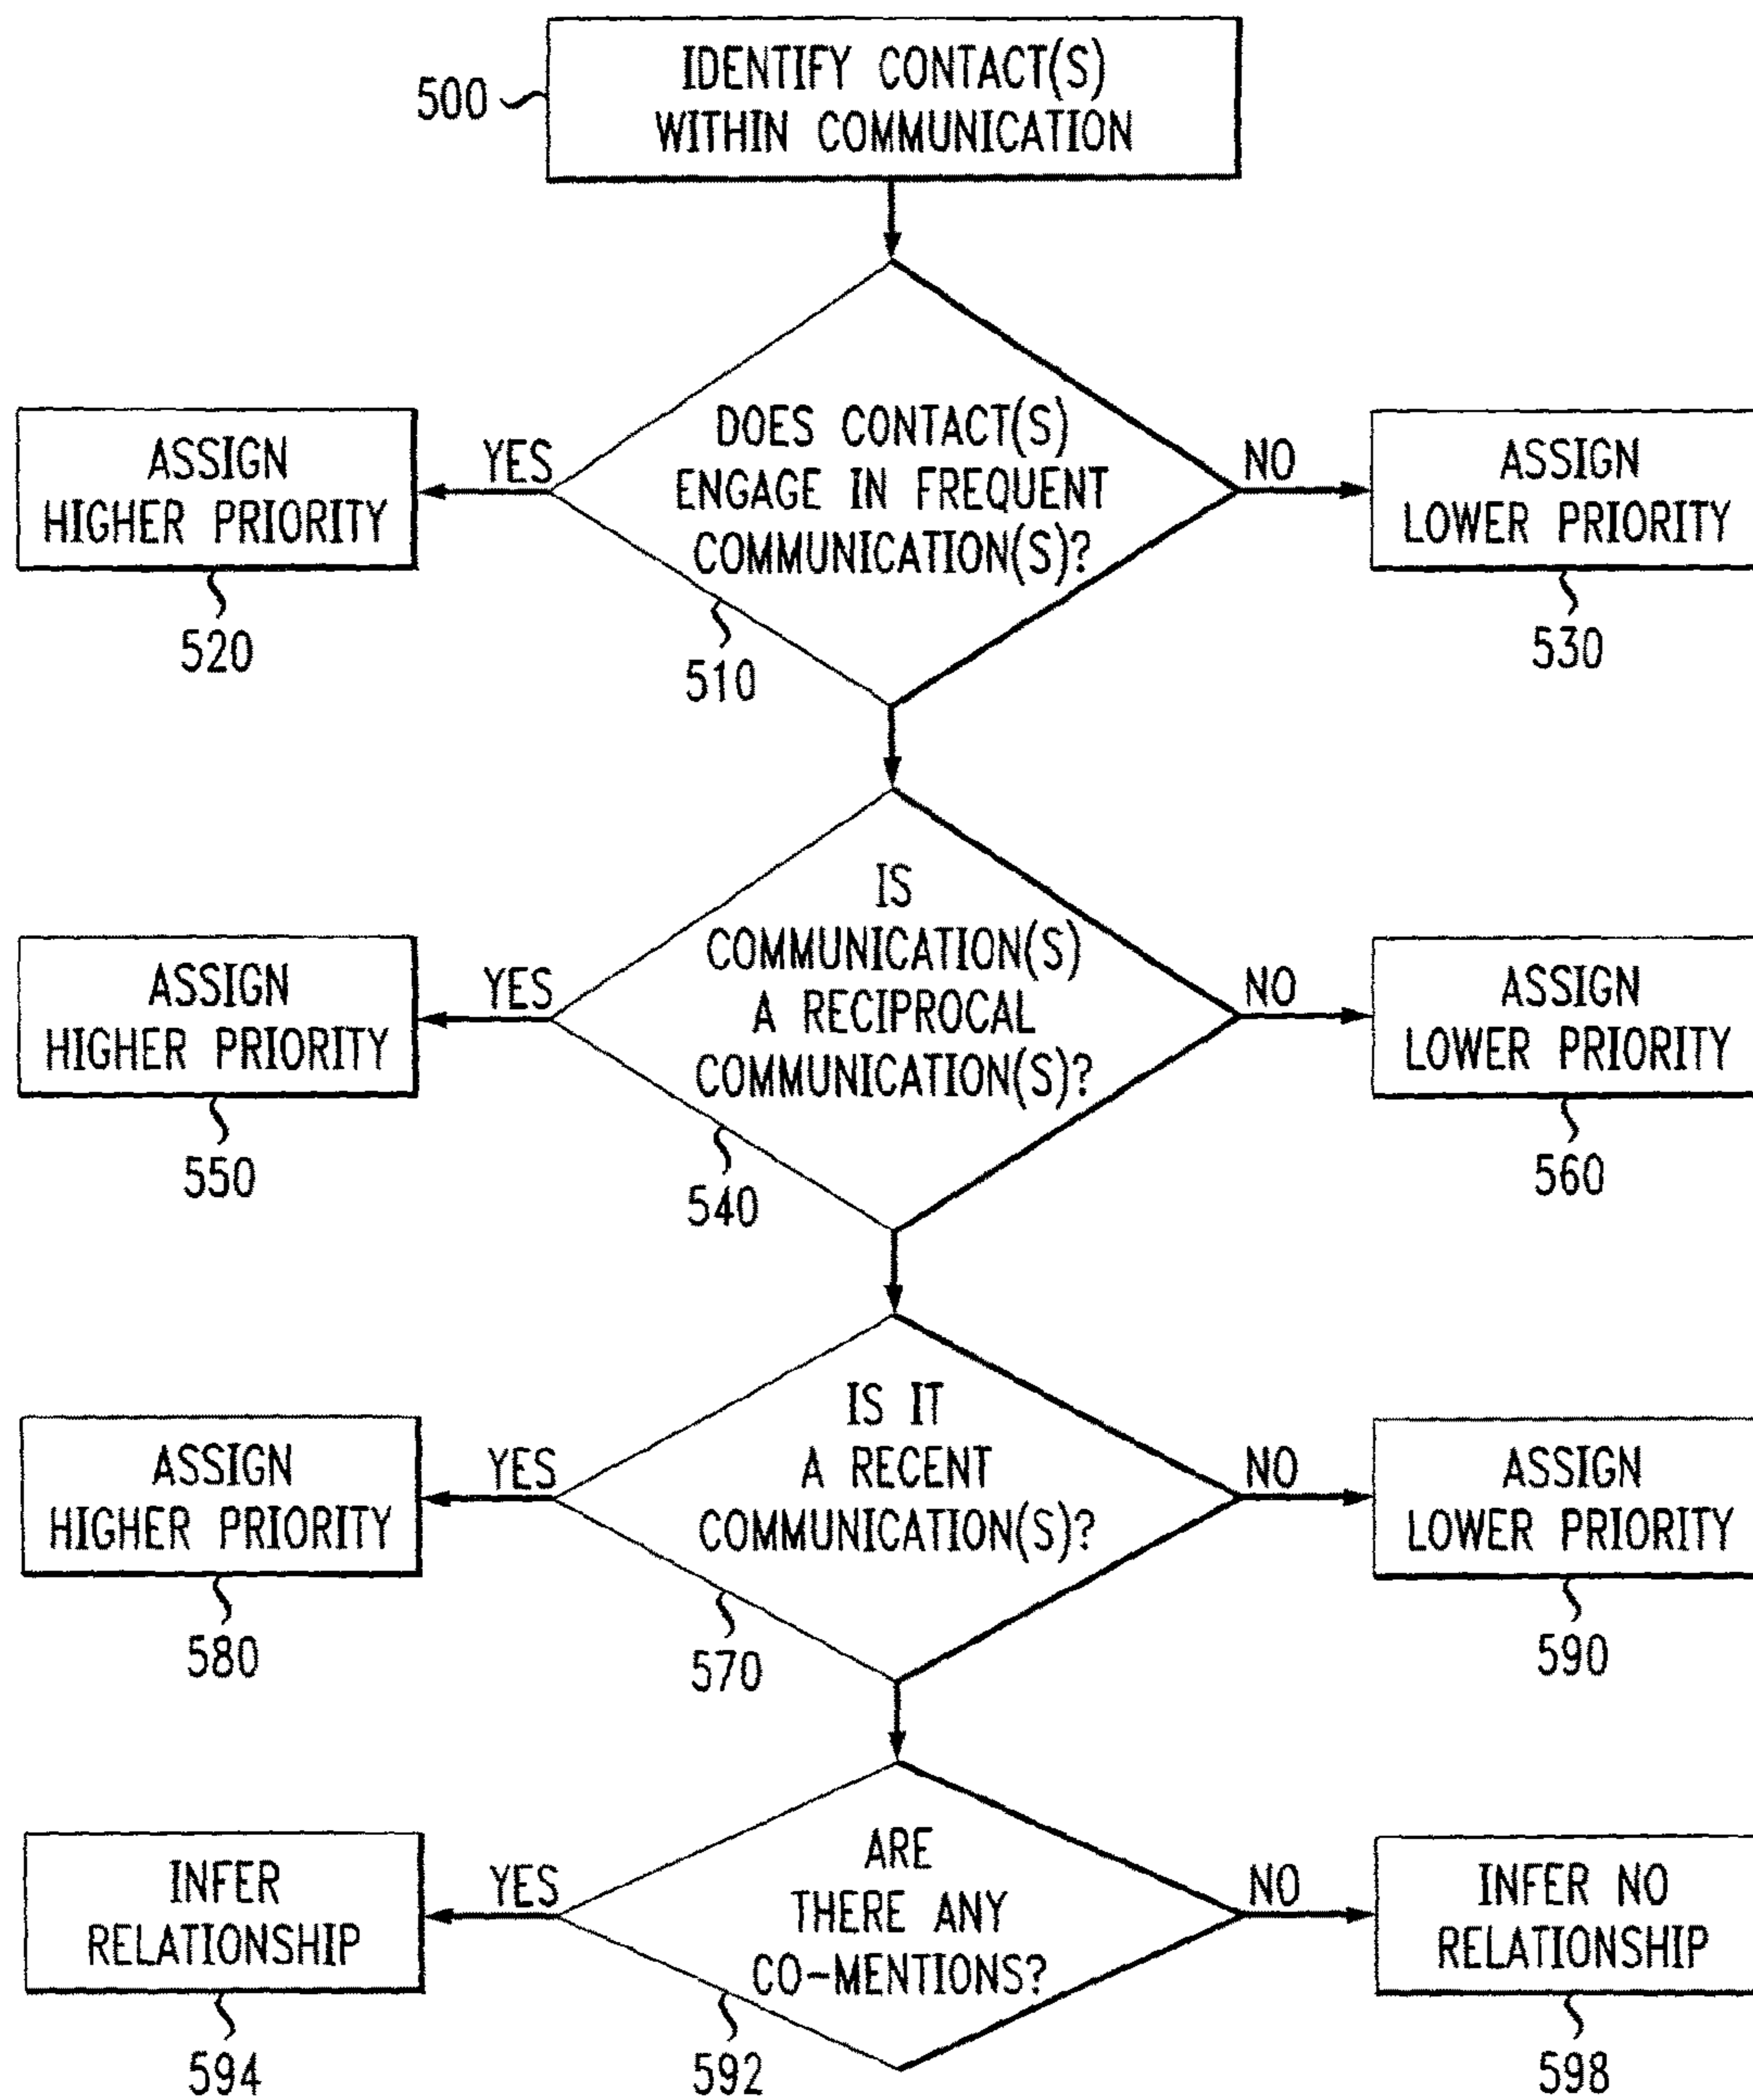 500
IDENTIFY CONTACT(S)
WITHIN COMMUNICATION
DOES CONTACT(S)
ENGAGE IN FREQUENT
COMMUNICATION(S)?
510
YES
ASSIGN
HIGHER PRIORITY
520
NO
ASSIGN
LOWER PRIORITY
530
IS
COMMUNICATION(S)
A RECIPROCAL
COMMUNICATION(S)?
540
YES
ASSIGN
HIGHER PRIORITY
550
NO
ASSIGN
LOWER PRIORITY
560
IS IT
A RECENT
COMMUNICATION(S)?
570
YES
ASSIGN
HIGHER PRIORITY
580
NO
ASSIGN
LOWER PRIORITY
590
ARE
THERE ANY
CO-MENTIONS?
592
YES
INFER
RELATIONSHIP
594
NO
INFER NO
RELATIONSHIP
598